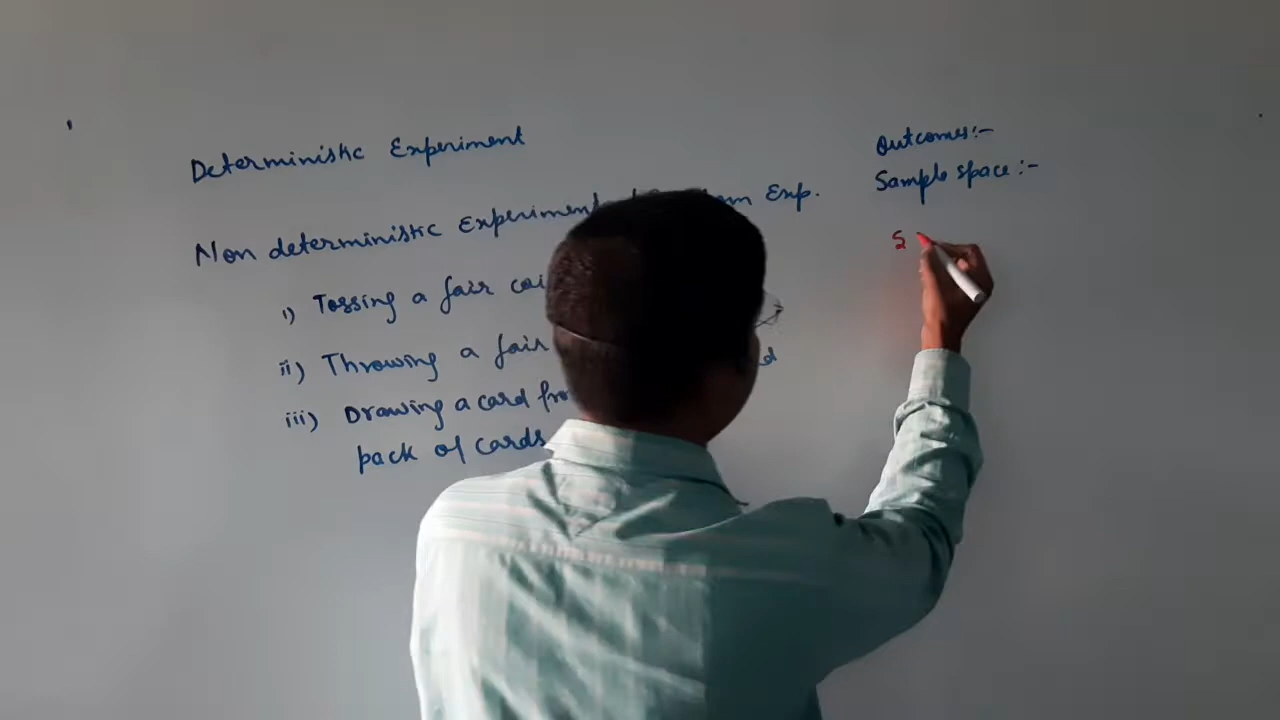 Deterministic Experiment
Non deterministic Experiment Exp.
i) Tossing a fair
ii) Throwing a fair
iii) Drawing a card
pack of cards
Outcomes:-
Sample space:-
S